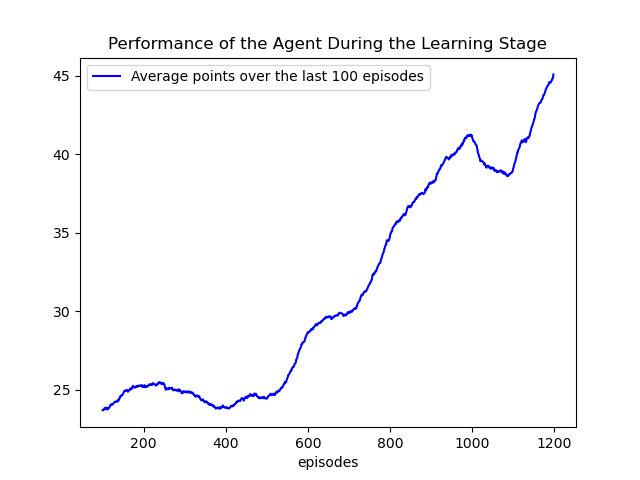 Performance of the Agent During the Learning Stage
Average points over the last 100 episodes
45
40
35
30
25
200 400 600 800 1000 1200
episodes